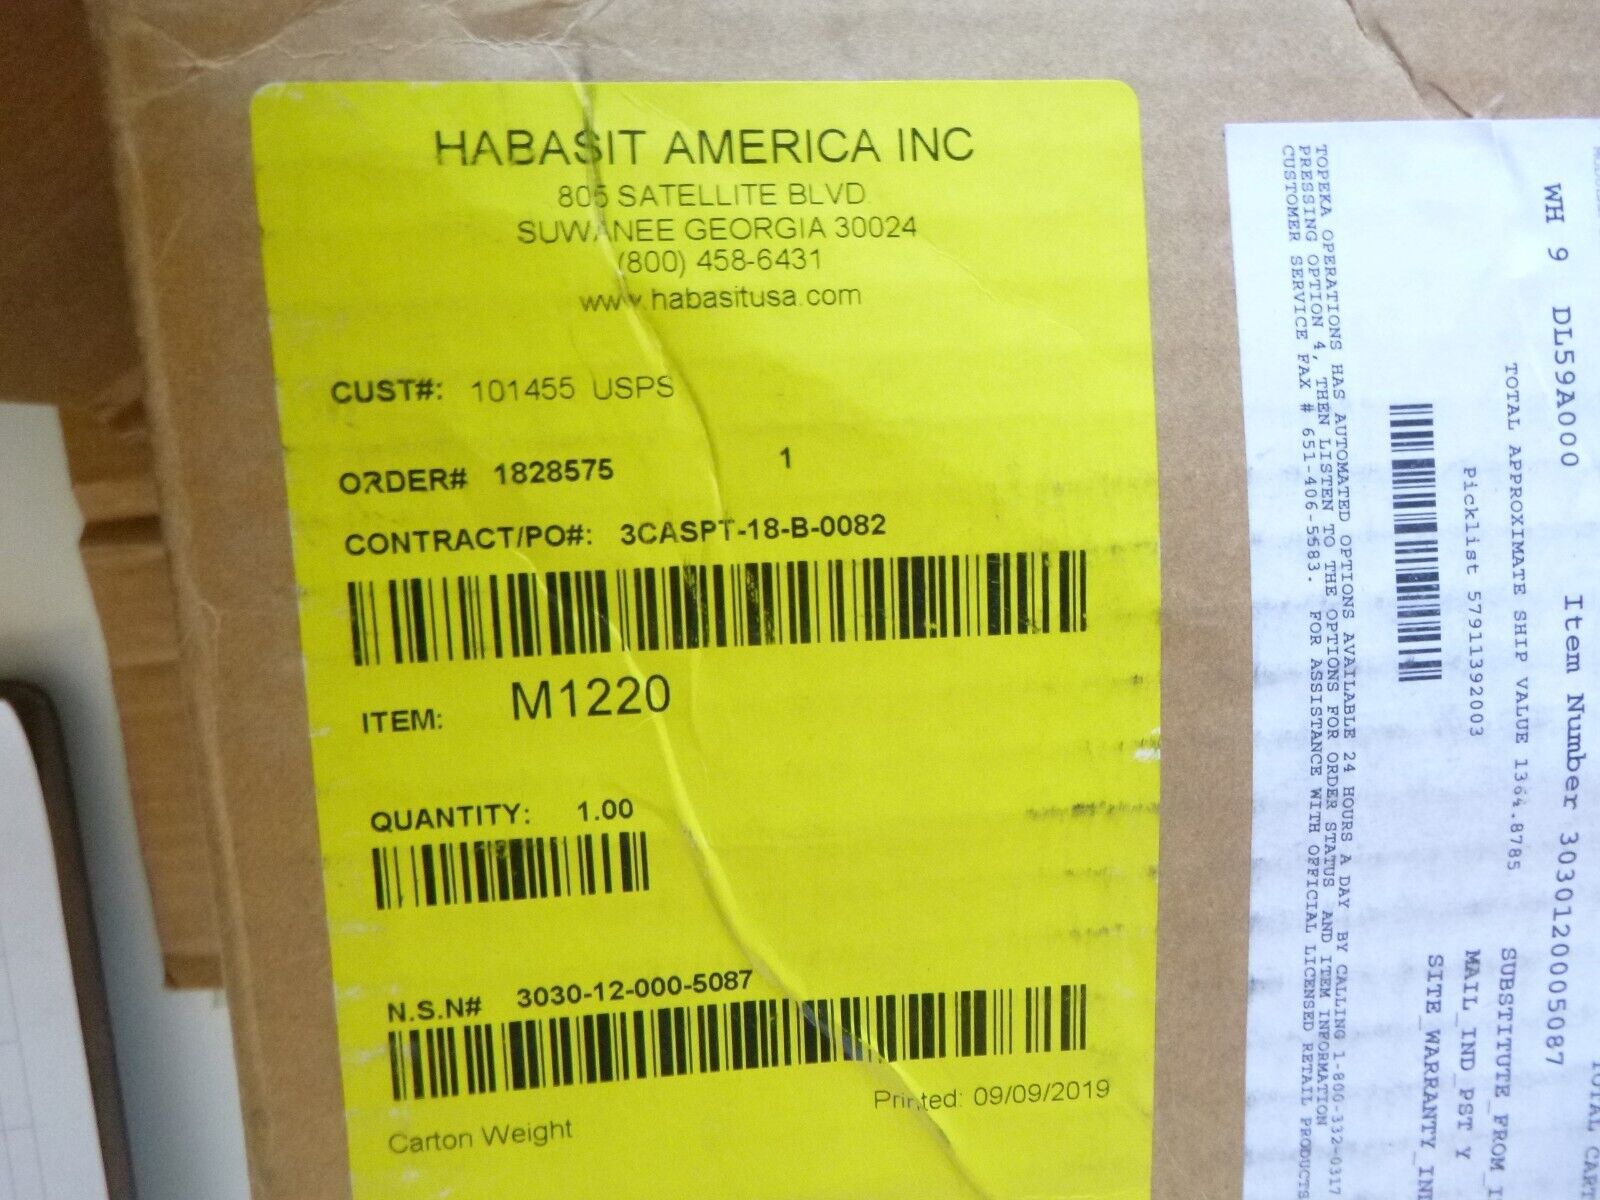 HABASIT AMERICA INC
805 SATELLITE BLVD.
SUWANEE GEORGIA 30024
(800) 458-6431
www.habasitusa.com
CUST#: 101455 USPS
ORDER# 1828575 1
CONTRACT/PO#: 3CASPT-18-B-0082
ITEM: M1220
QUANTITY: 1.00
N.S.N# 3030-12-000-5087
Printed: 09/09/2019
Carton Weight
WH 9 DL59A000 Item Number 3030120005087
TOTAL APPROXIMATE SHIP VALUE 1364.8785
SUBSTITUTE_FROM_
Picklist 57911392003
MAIL_IND_PST Y
SITE_WARRANTY_
TOPEKA OPERATIONS HAS AUTOMATED OPTIONS AVAILABLE 24 HOURS A DAY BY CALLING 1-800-332-0317
PRESSING OPTION 4, THEN LISTEN TO THE OPTIONS FOR ORDER STATUS AND ITEM INFORMATION
CUSTOMER SERVICE FAX # 651-406-5583. FOR ASSISTANCE WITH OFFICIAL LICENSED RETAIL PRODUCTS